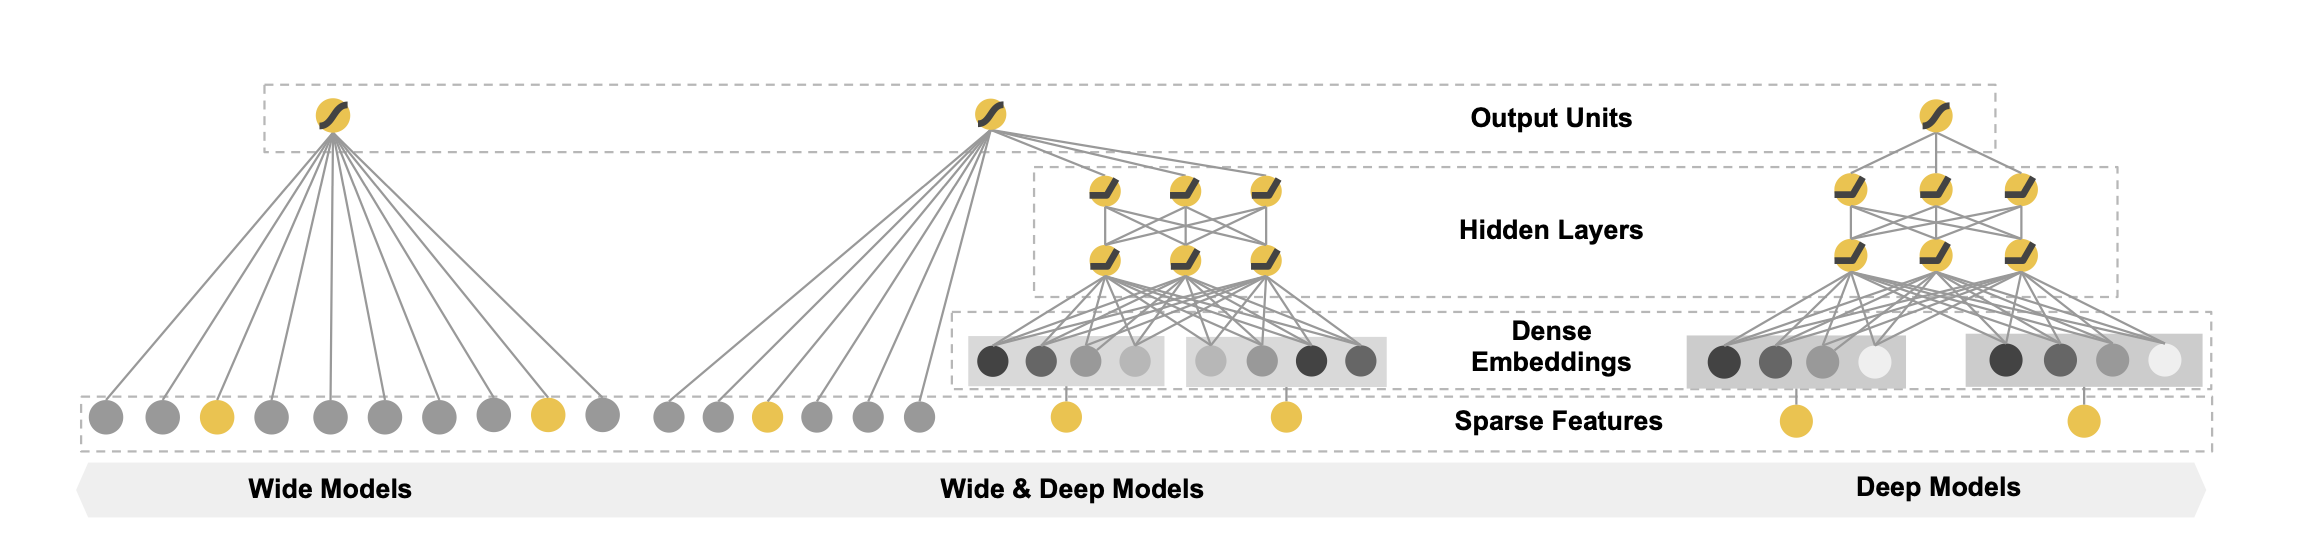 Output Units
Hidden Layers
Dense
Embeddings
Sparse Features
Wide Models
Wide & Deep Models
Deep Models